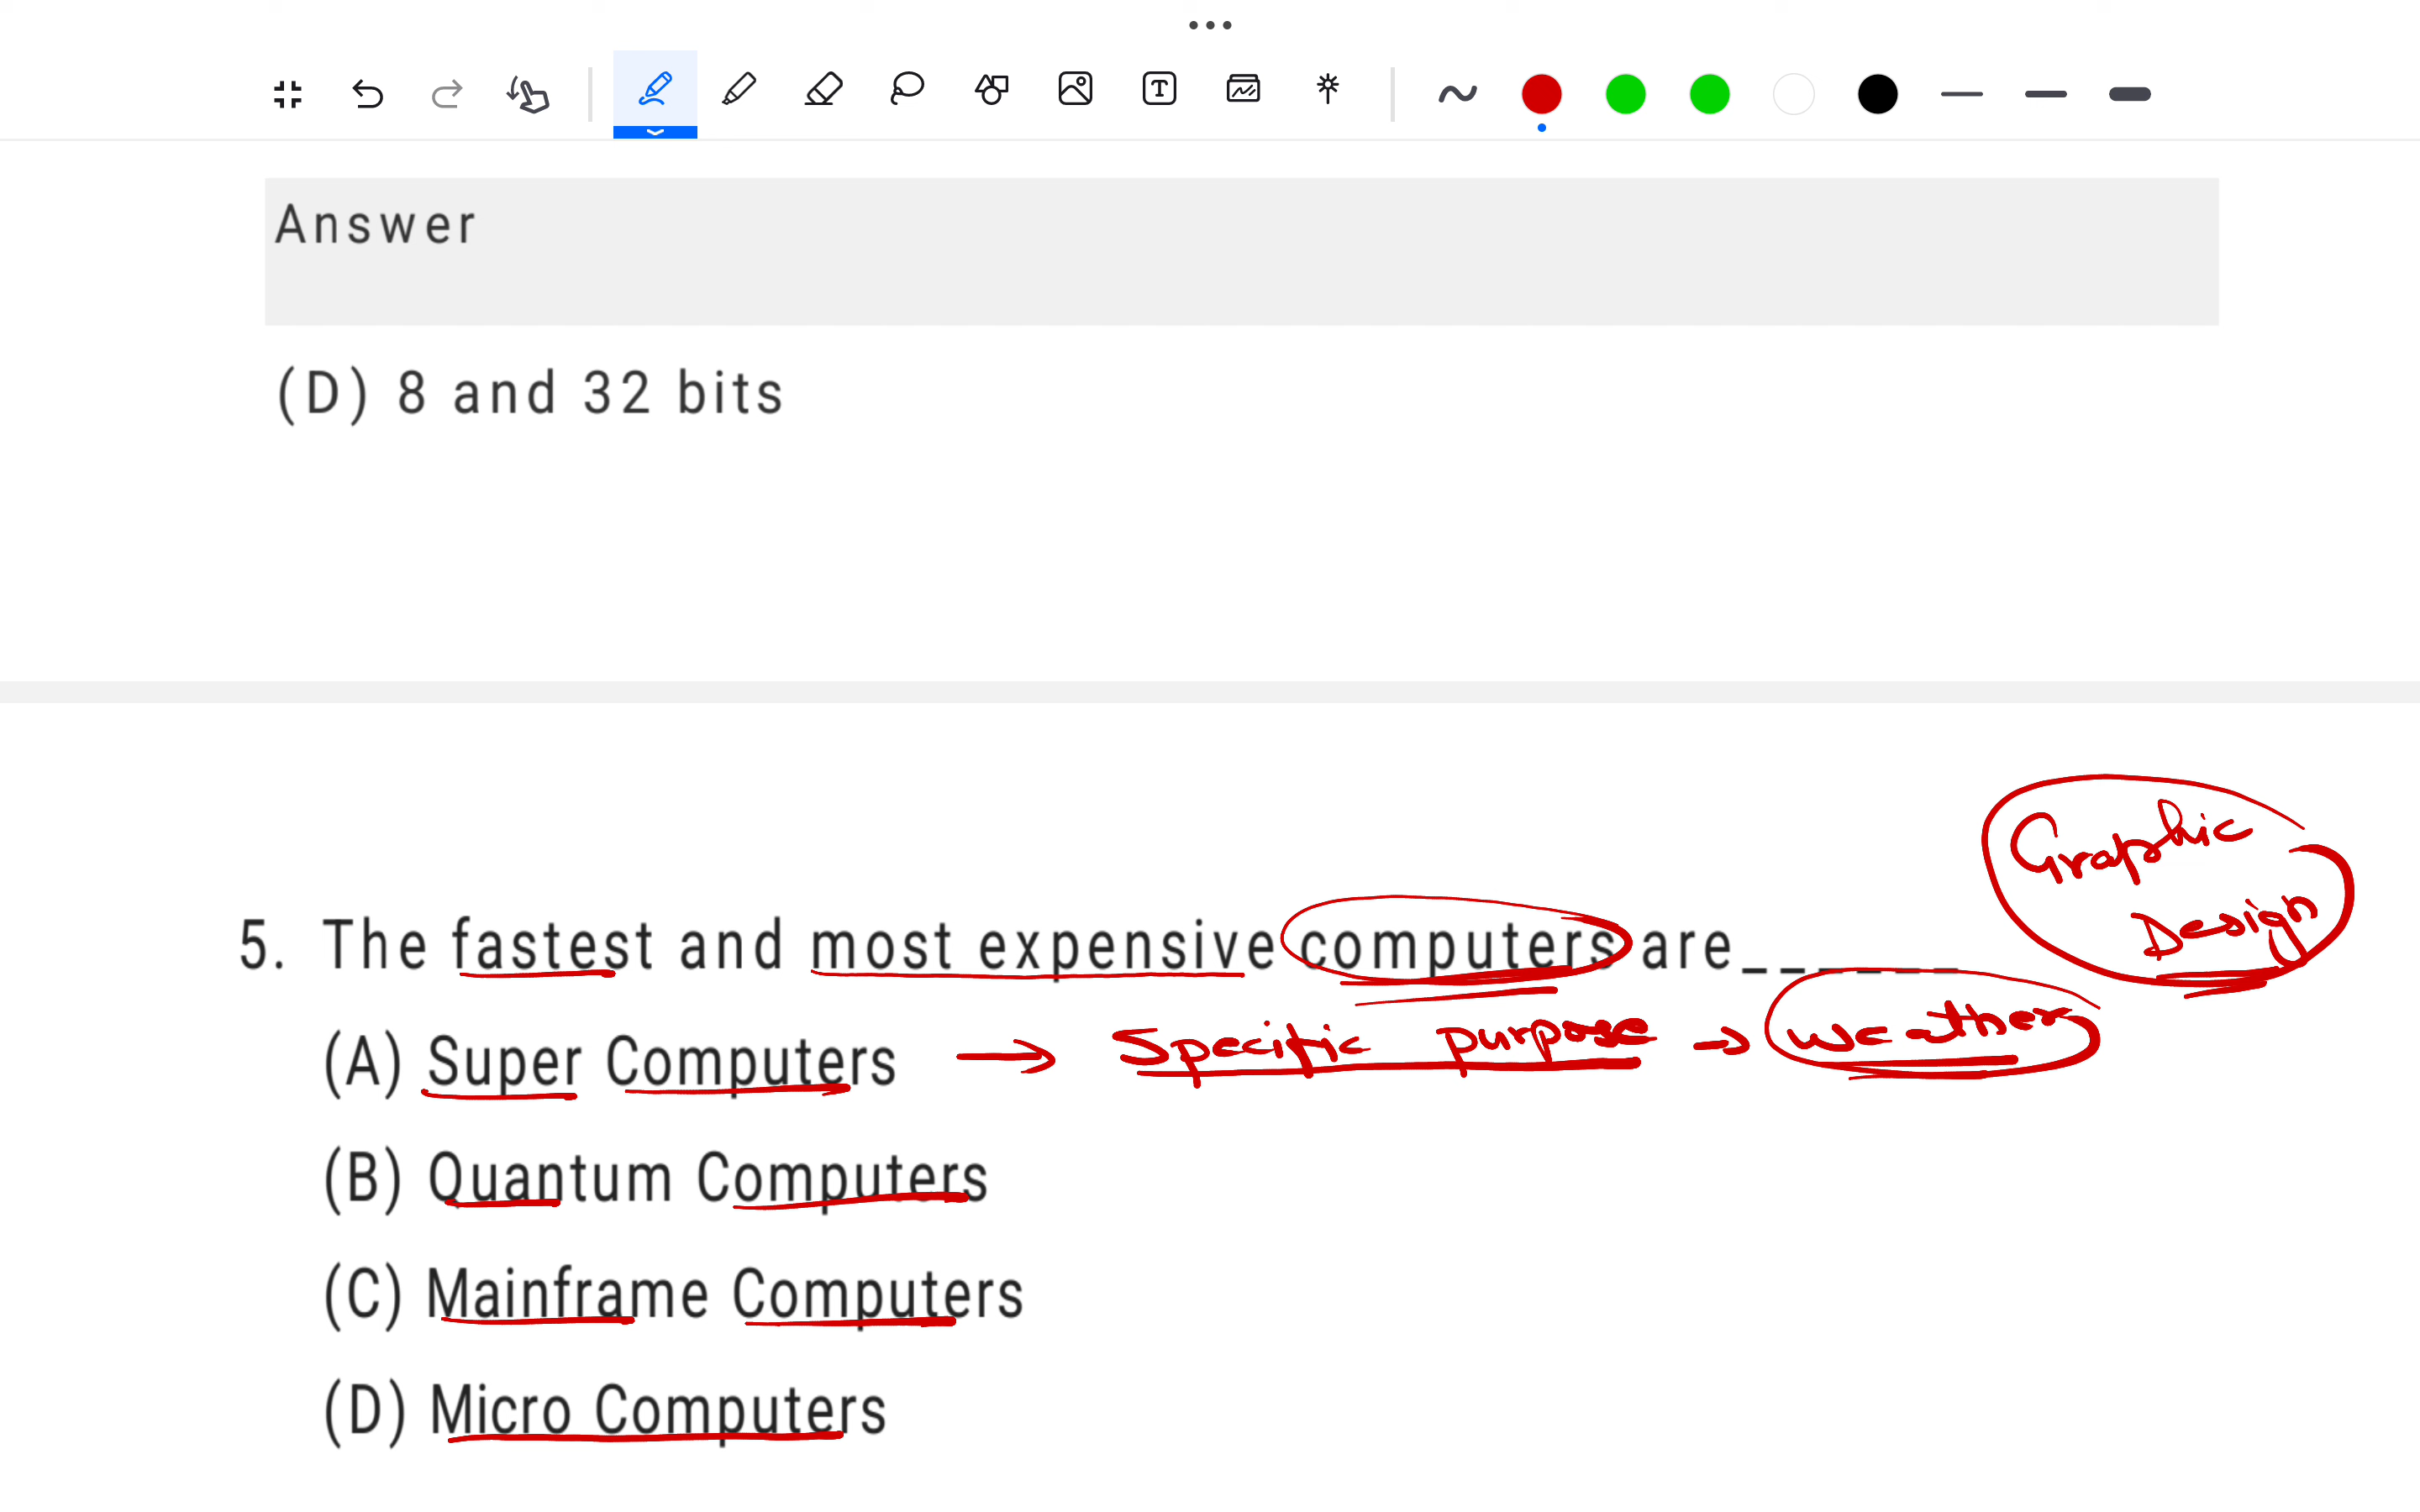 Answer
(D) 8 and 32 bits
Graphic
Design
5. The fastest and most expensive computers are______
(A) Super Computers → Specific purpose → weather
(B) Quantum Computers
(C) Mainframe Computers
(D) Micro Computers